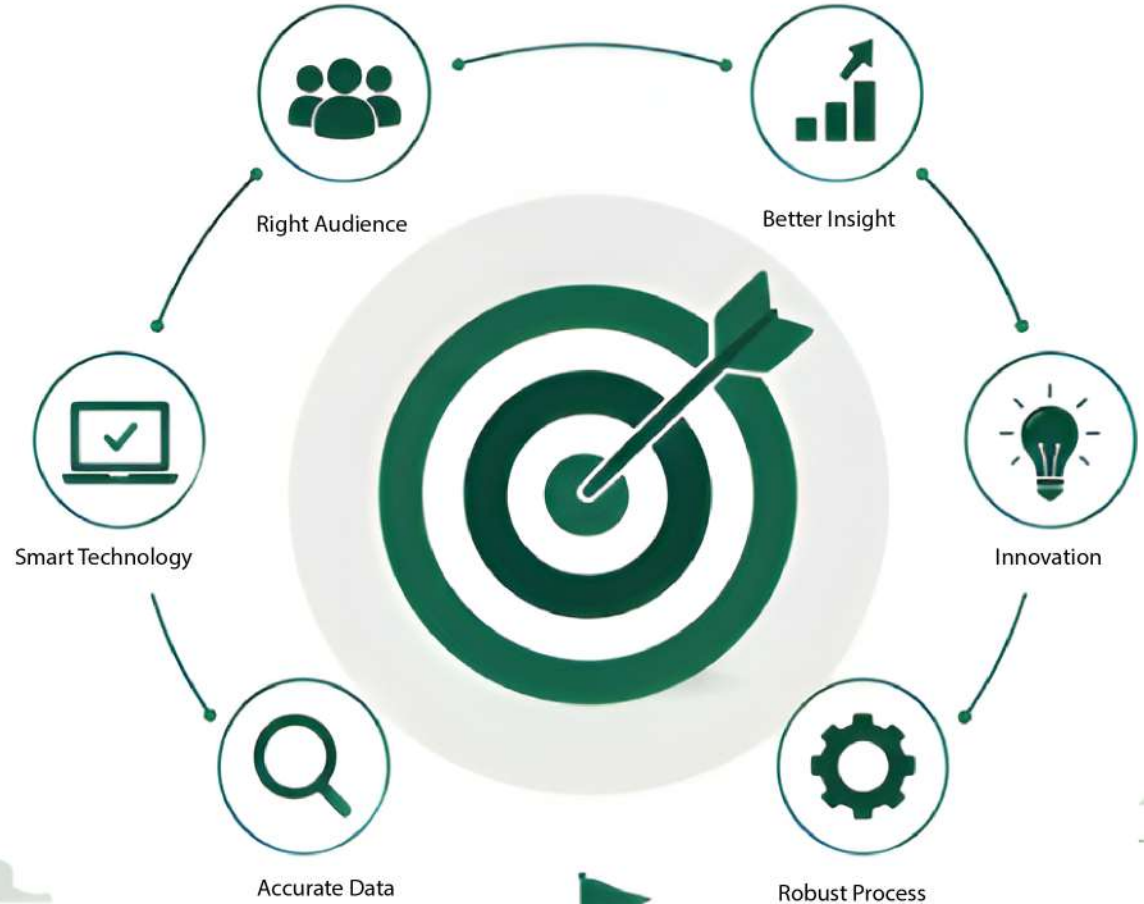 Right Audience
Better Insight
Smart Technology
Innovation
Accurate Data
Robust Process